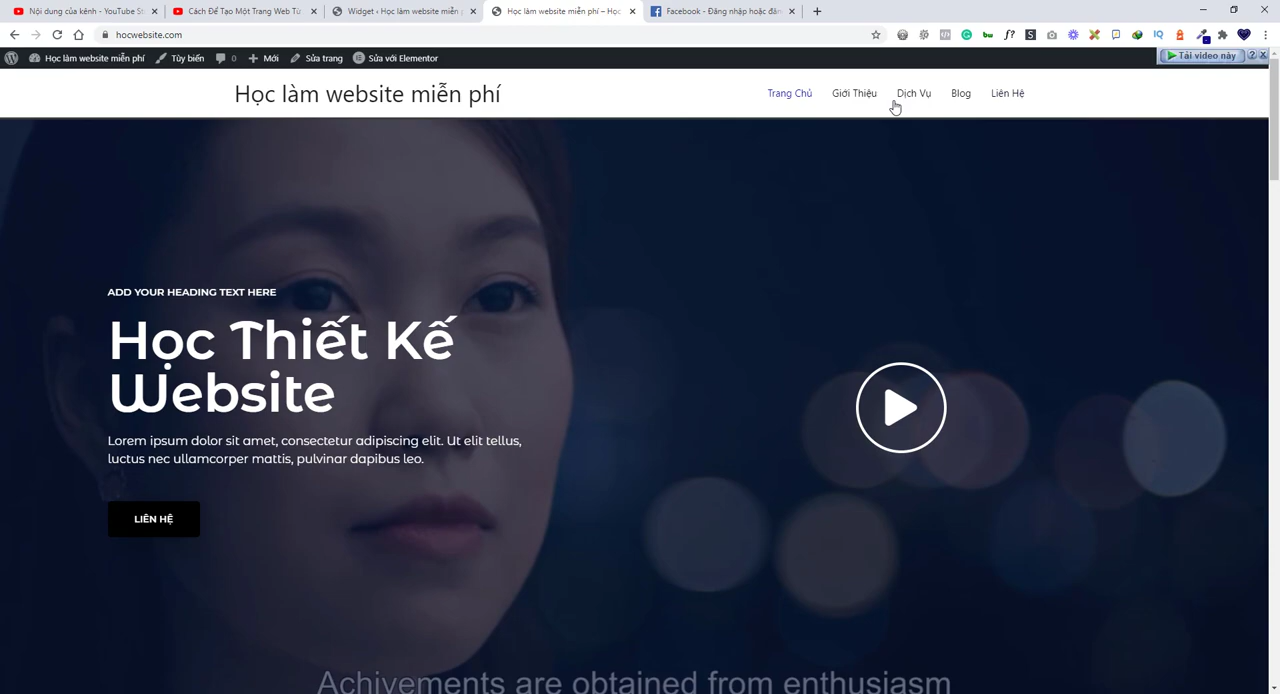 Nội dung của kênh - YouTube St
Cách Để Tạo Một Trang Web Từ
Widget ‹ Học làm website miễn p
Học làm website miễn phí – Học
Facebook - Đăng nhập hoặc đăn
hocwebsite.com
Học làm website miễn phí
Tùy biến
0
Mới
Sửa trang
Sửa với Elementor
Tải video này
Học làm website miễn phí
Trang Chủ
Giới Thiệu
Dịch Vụ
Blog
Liên Hệ
ADD YOUR HEADING TEXT HERE
Học Thiết Kế
Website
Lorem ipsum dolor sit amet, consectetur adipiscing elit. Ut elit tellus,
luctus nec ullamcorper mattis, pulvinar dapibus leo.
LIÊN HỆ
Achivements are obtained from enthusiasm